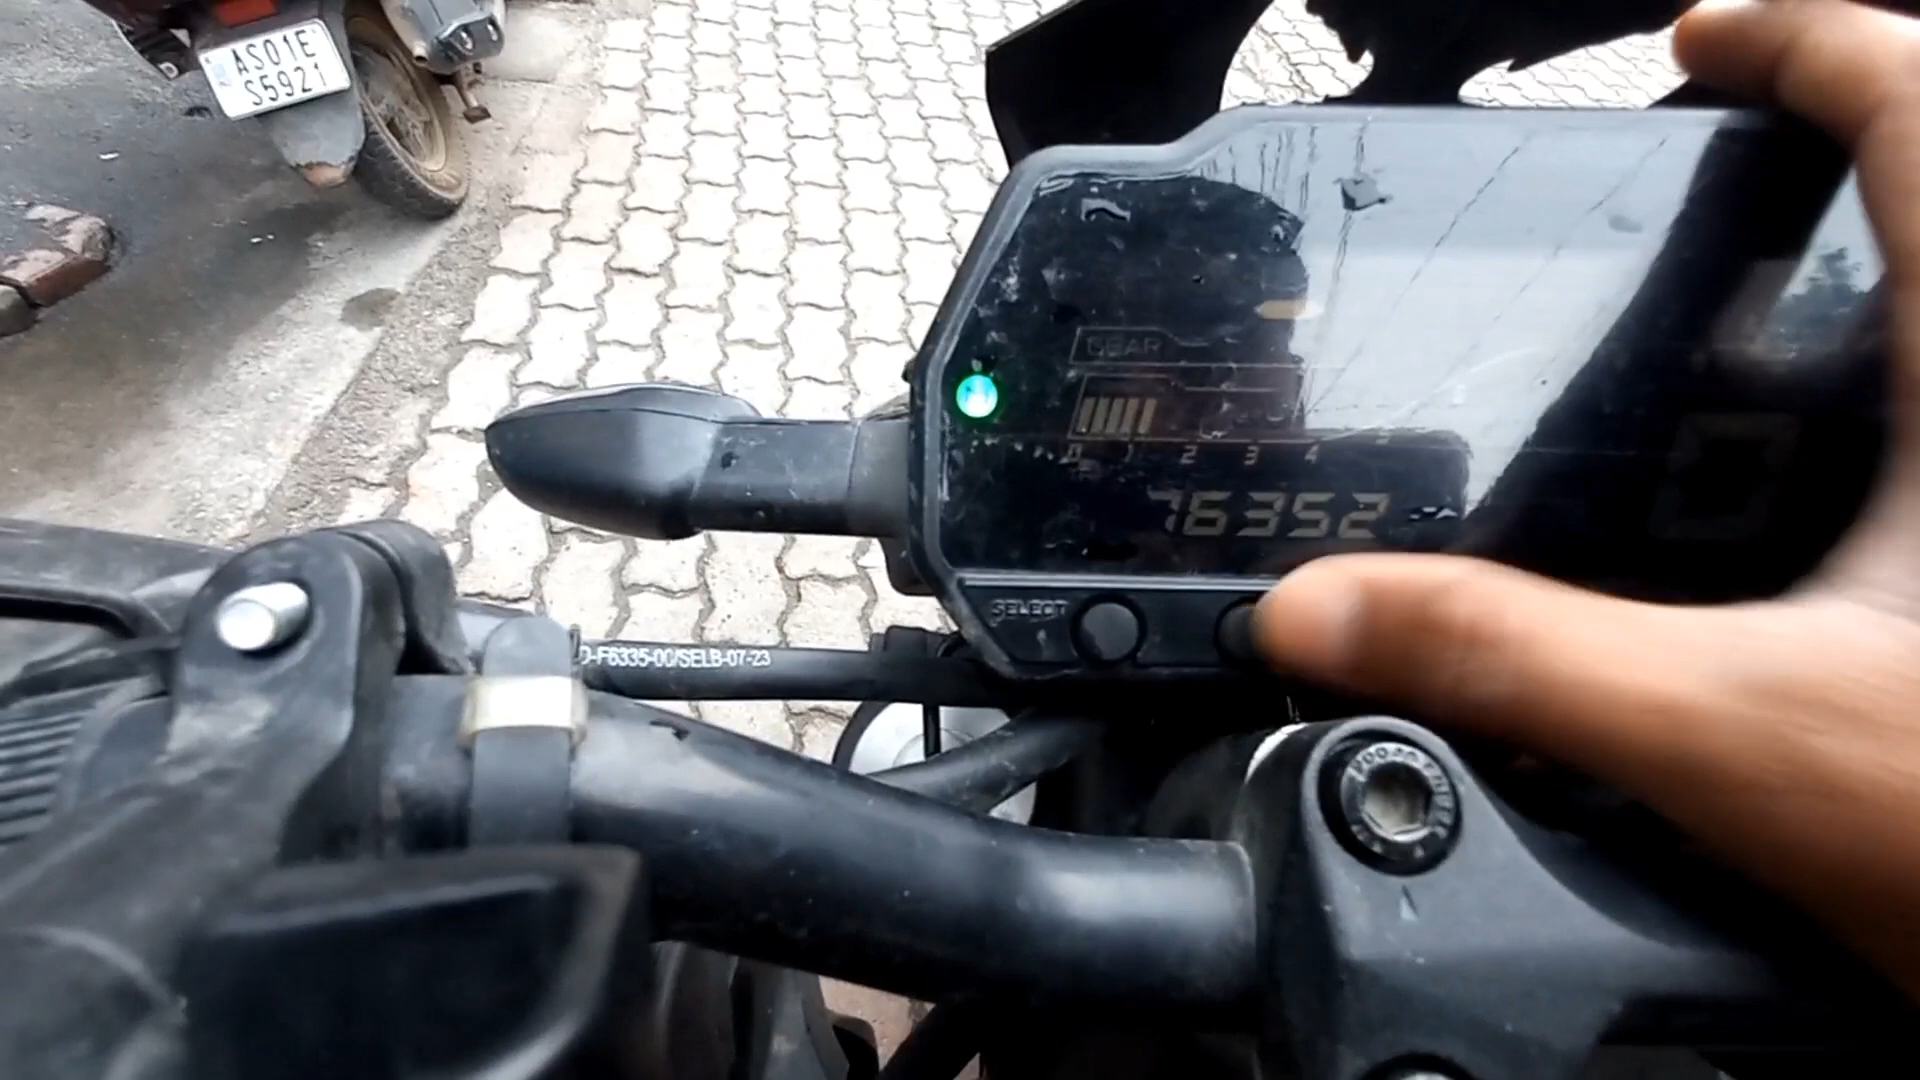 AS01E
S5921
GEAR
0 1 2 3 4
76352
SELECT
D-F6335-00/SELB-07-23